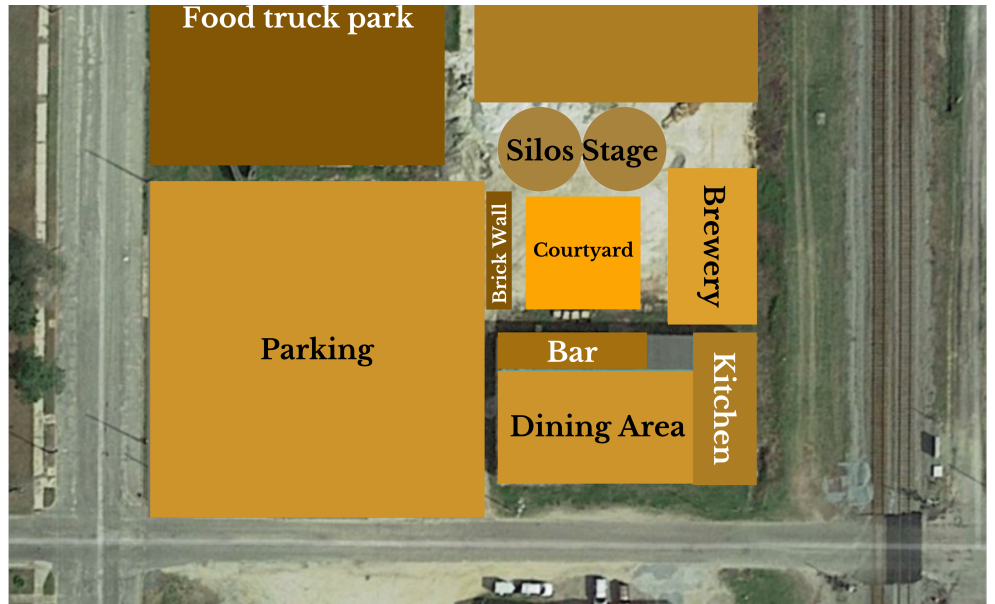 Food truck park
Silos Stage
Brick Wall
Courtyard
Brewery
Parking
Bar
Kitchen
Dining Area